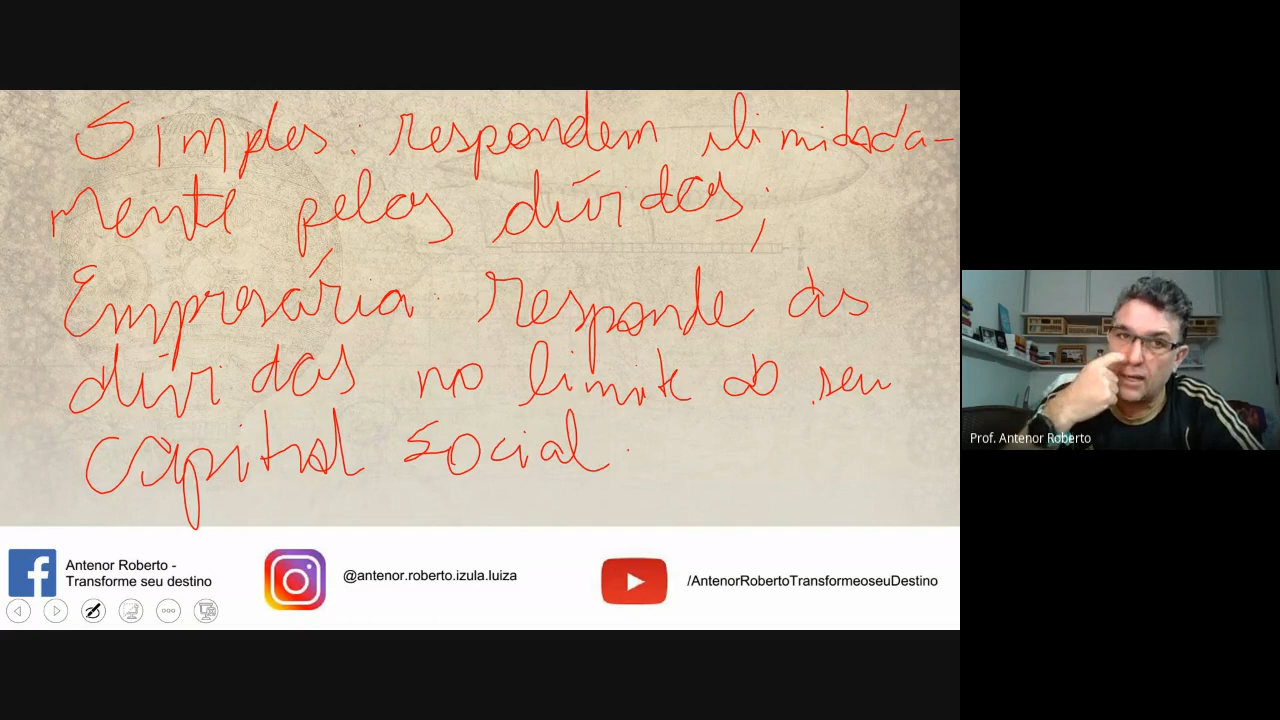 Simples: respondem ilimitada-
mente pelas dívidas;
Empresária: responde às
dívidas no limite do seu
capital social.
Prof. Antenor Roberto
Antenor Roberto -
Transforme seu destino
@antenor.roberto.izula.luiza
/AntenorRobertoTransformeoseuDestino